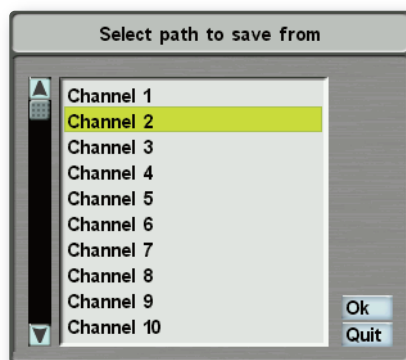 Select path to save from
Channel 1
Channel 2
Channel 3
Channel 4
Channel 5
Channel 6
Channel 7
Channel 8
Channel 9
Channel 10
Ok
Quit